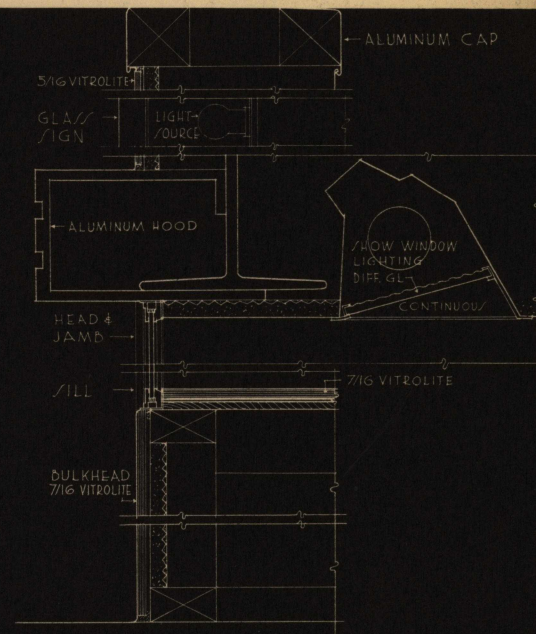 ALUMINUM CAP
5/16 VITROLITE
GLASS
SIGN
LIGHT
SOURCE
ALUMINUM HOOD
SHOW WINDOW
LIGHTING
DIFF. GL.
CONTINUOUS
HEAD &
JAMB
SILL
7/16 VITROLITE
BULKHEAD
7/16 VITROLITE